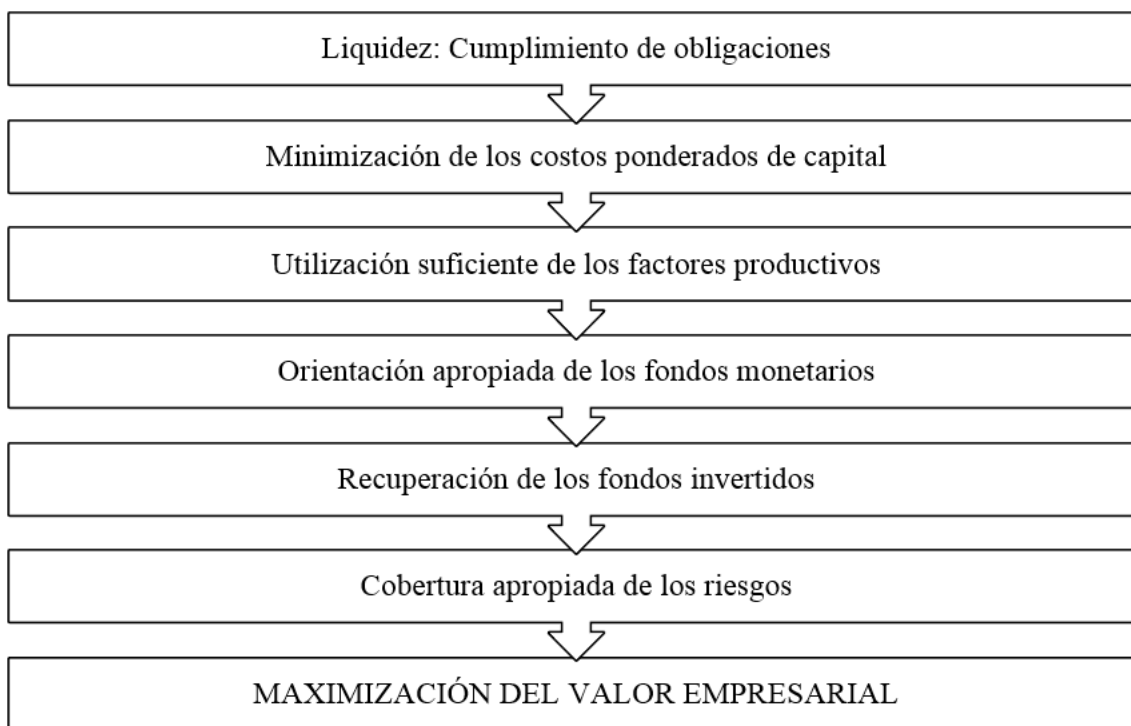 Liquidez: Cumplimiento de obligaciones
Minimización de los costos ponderados de capital
Utilización suficiente de los factores productivos
Orientación apropiada de los fondos monetarios
Recuperación de los fondos invertidos
Cobertura apropiada de los riesgos
MAXIMIZACIÓN DEL VALOR EMPRESARIAL